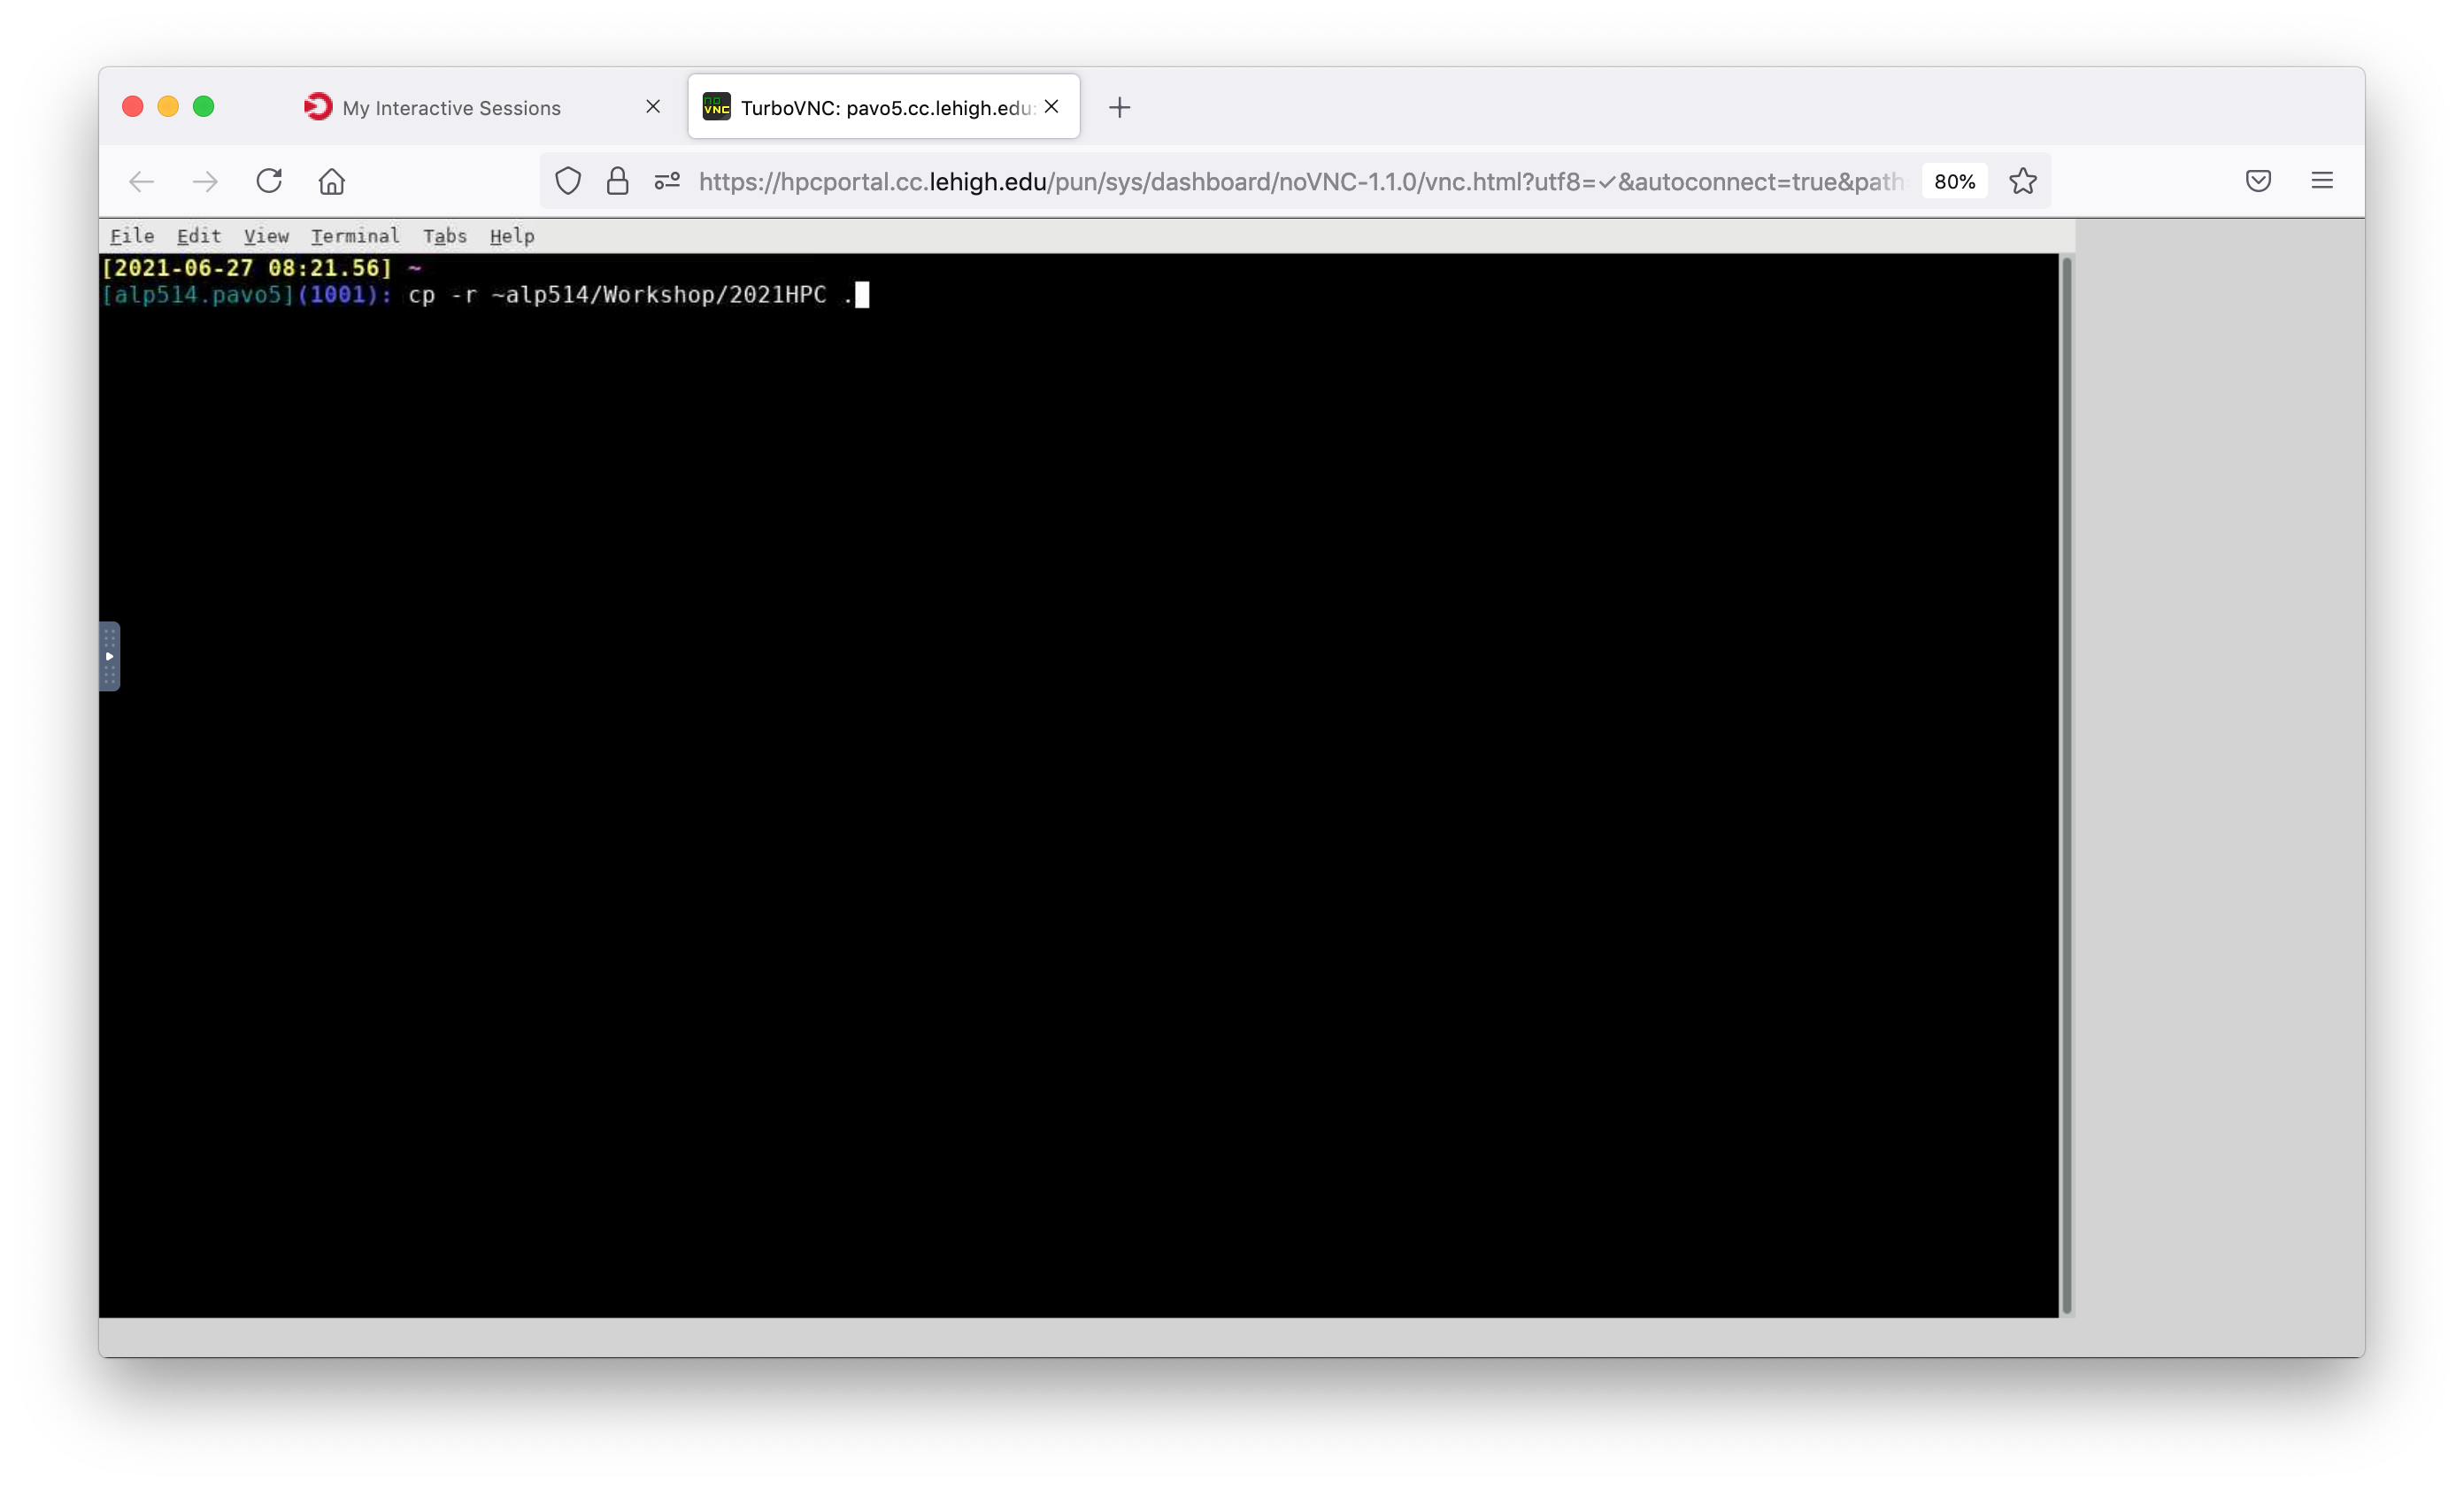 My Interactive Sessions
no VNC TurboVNC: pavo5.cc.lehigh.edu:
https://hpcportal.cc.lehigh.edu/pun/sys/dashboard/noVNC-1.1.0/vnc.html?utf8=✓&autoconnect=true&path= 80%
File Edit View Terminal Tabs Help
[2021-06-27 08:21.56] ~
[alp514.pavo5](1001): cp -r ~alp514/Workshop/2021HPC .